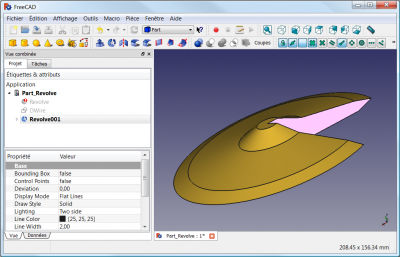 FreeCAD
Fichier Édition Affichage Outils Macro Pièce Fenêtre Aide
Part
Coupes
Vue combinée
Projet Tâches
Étiquettes & attributs
Application
Part_Revolve
Revolve
DWire
Revolve001
Propriété Valeur
Base
Bounding Box false
Control Points false
Deviation 0,00
Display Mode Flat Lines
Draw Style Solid
Lighting Two side
Line Color [25, 25, 25]
Line Width 2,00
Vue Données
Part_Revolve : 1*
208.45 x 156.34 mm